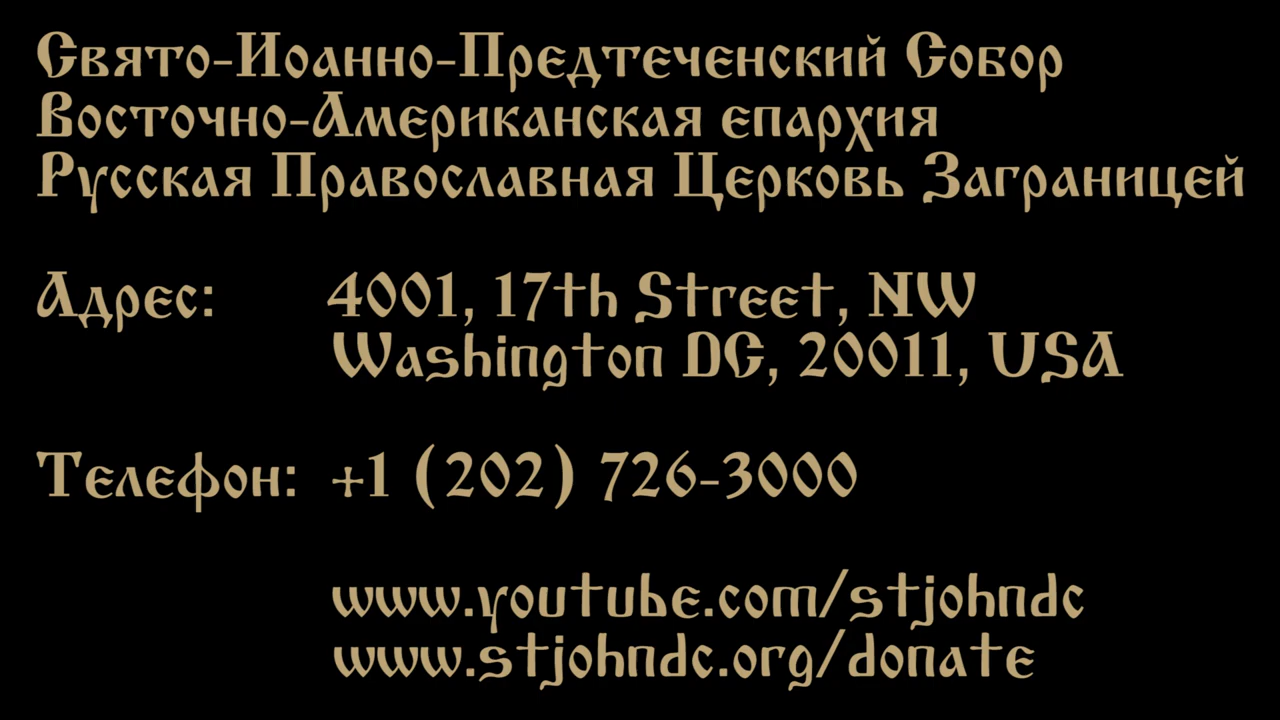 Свято-Иоанно-Предтеченский Собор
Восточно-Американская епархия
Русская Православная Церковь Заграницей
Адрес: 4001, 17th Street, NW
Washington DC, 20011, USA
Телефон: +1 (202) 726-3000
www.youtube.com/stjohndc
www.stjohndc.org/donate